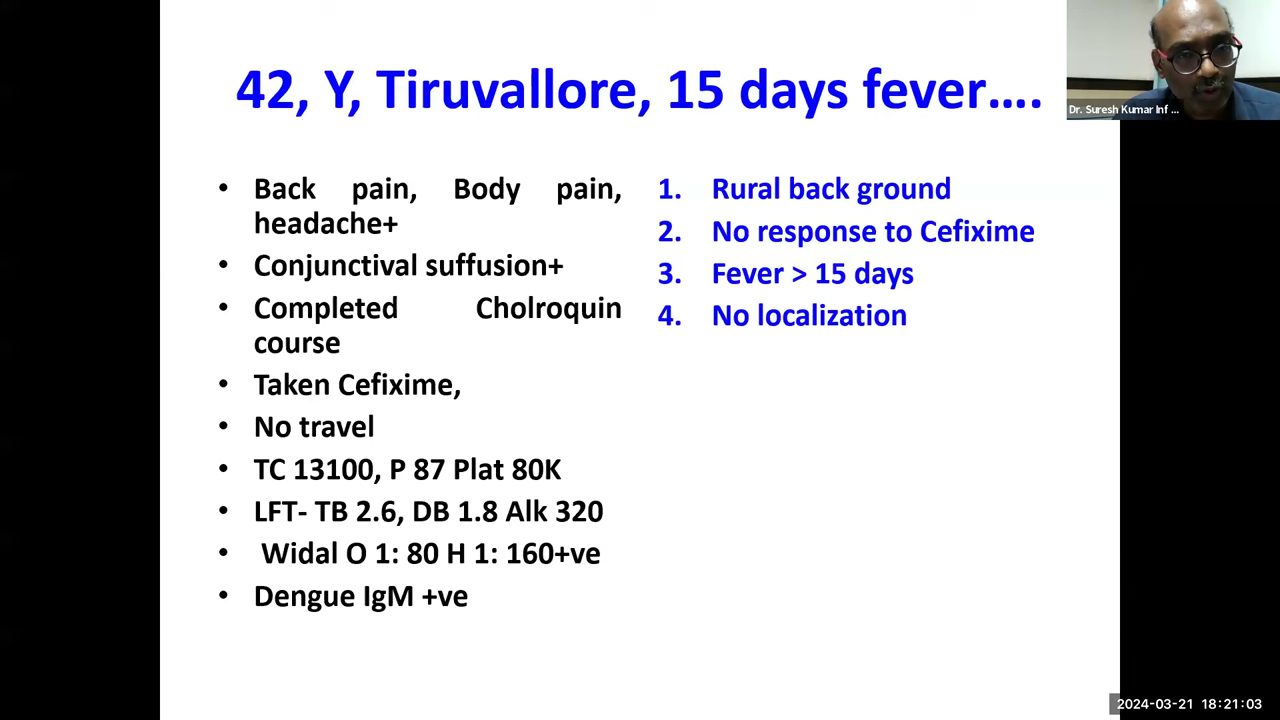 42, Y, Tiruvallore, 15 days fever....
Dr. Suresh Kumar Inf ...
• Back pain, Body pain,
headache+
• Conjunctival suffusion+
• Completed Cholroquin
course
• Taken Cefixime,
• No travel
• TC 13100, P 87 Plat 80K
• LFT- TB 2.6, DB 1.8 Alk 320
• Widal O 1: 80 H 1: 160+ve
• Dengue IgM +ve
1. Rural back ground
2. No response to Cefixime
3. Fever > 15 days
4. No localization
2024-03-21 18:21:03